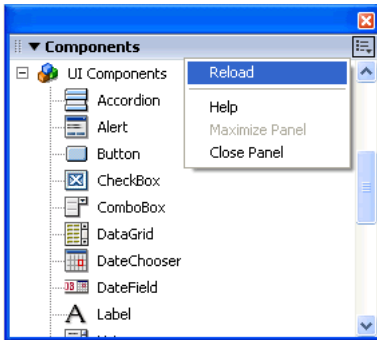 Components
UI Components
Reload
Accordion
Help
Alert
Maximize Panel
Button
Close Panel
CheckBox
ComboBox
DataGrid
DateChooser
DateField
Label